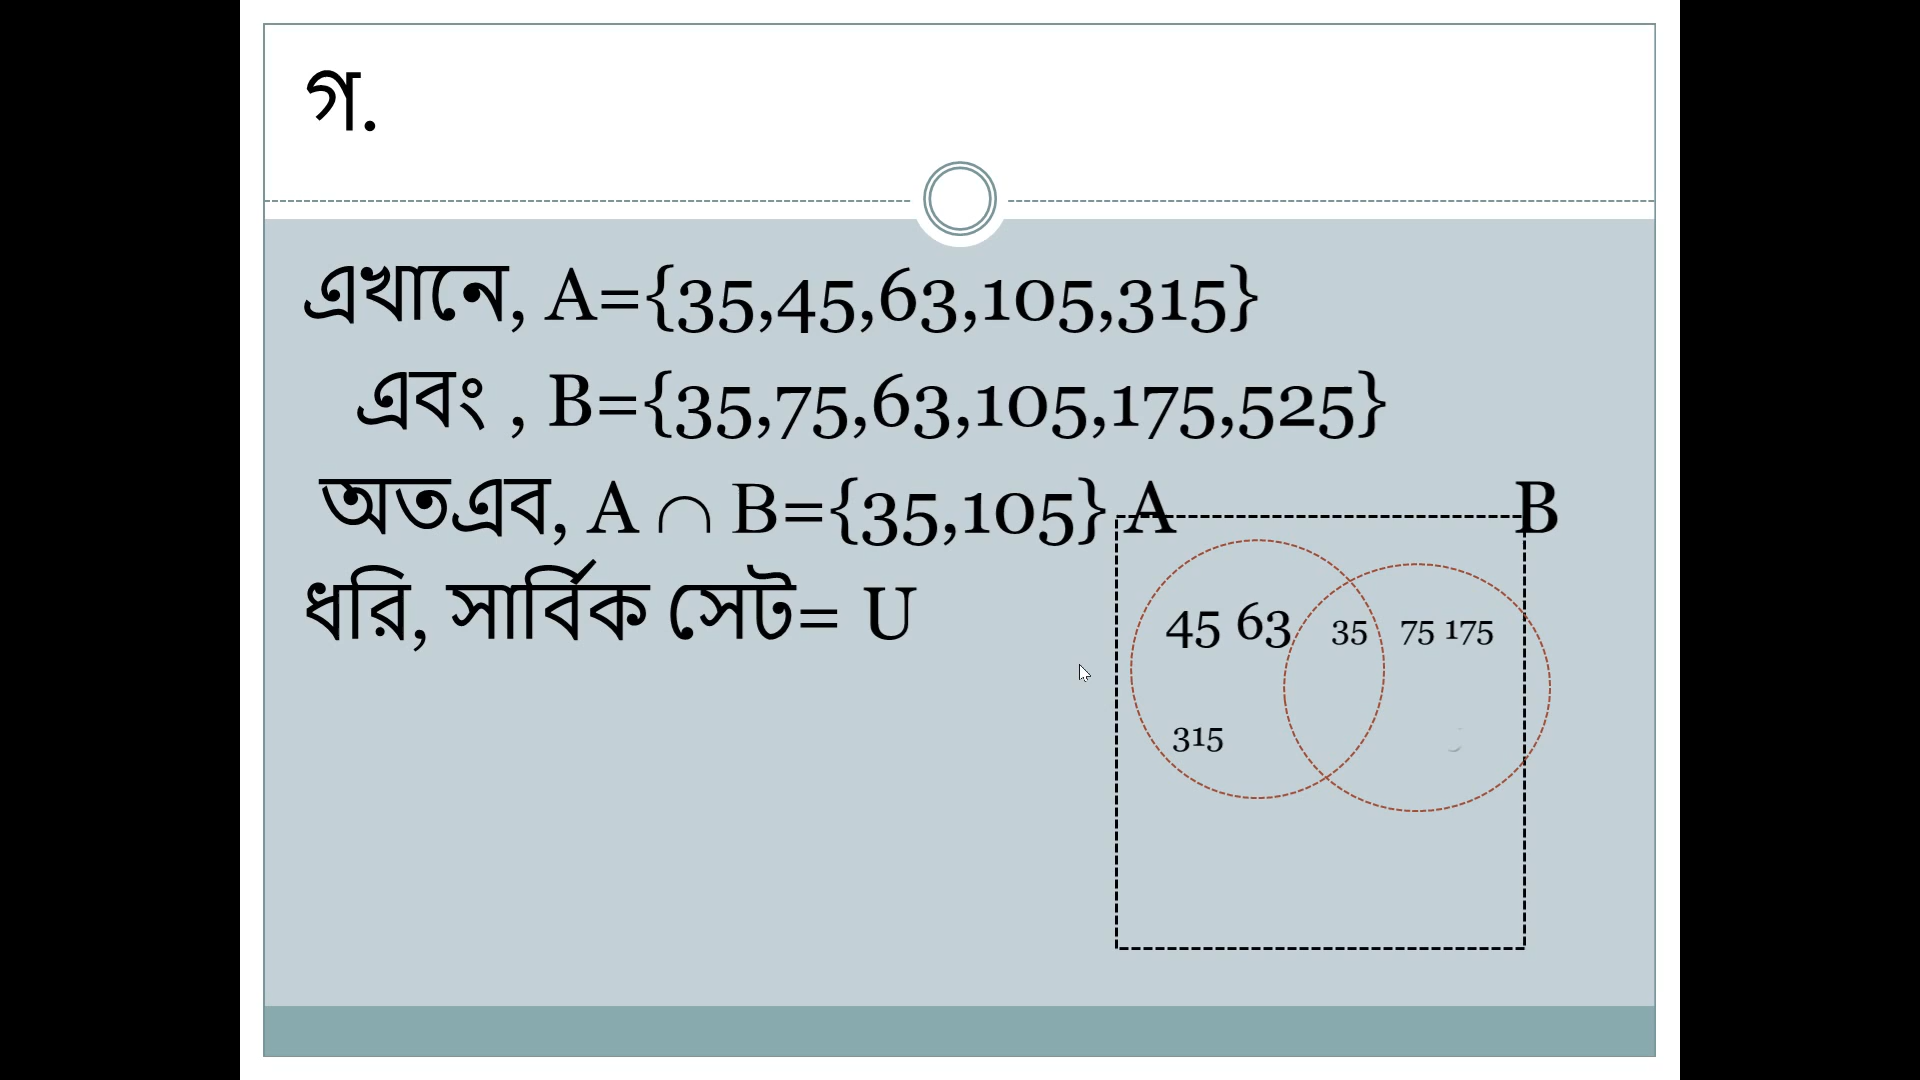 গ.
এখানে, A={35,45,63,105,315}
এবং , B={35,75,63,105,175,525}
অতএব, A ∩ B={35,105} A B
ধরি, সার্বিক সেট= U
45 63 35 75 175
315